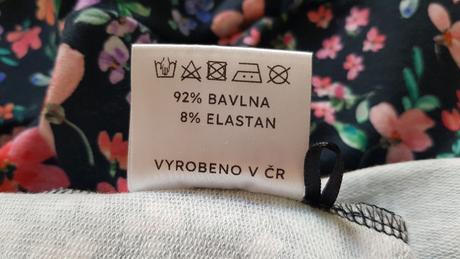 92% BAVLNA
8% ELASTAN
VYROBENO V ČR